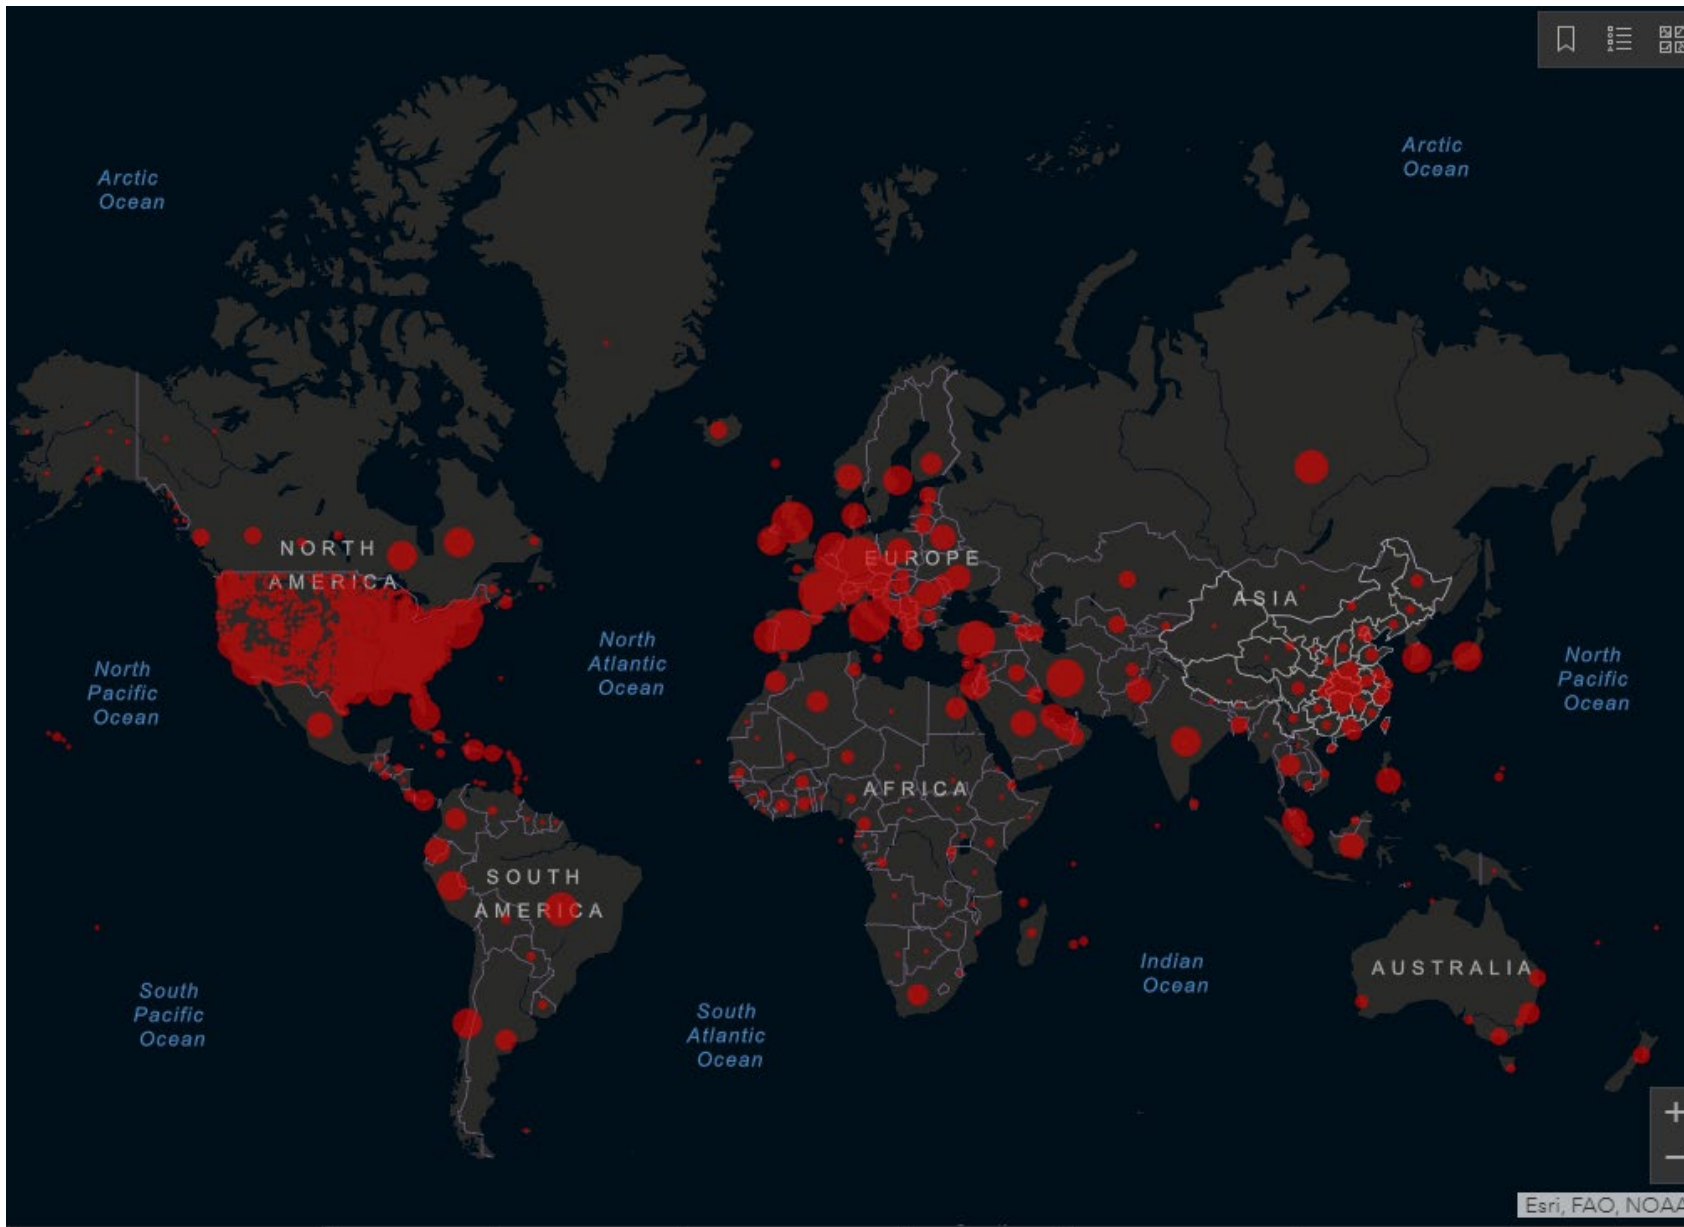 Arctic
Ocean
Arctic
Ocean
NORTH
AMERICA
EUROPE
ASIA
North
Pacific
Ocean
North
Atlantic
Ocean
North
Pacific
Ocean
AFRICA
SOUTH
AMERICA
Indian
Ocean
AUSTRALIA
South
Pacific
Ocean
South
Atlantic
Ocean
+
−
Esri, FAO, NOAA